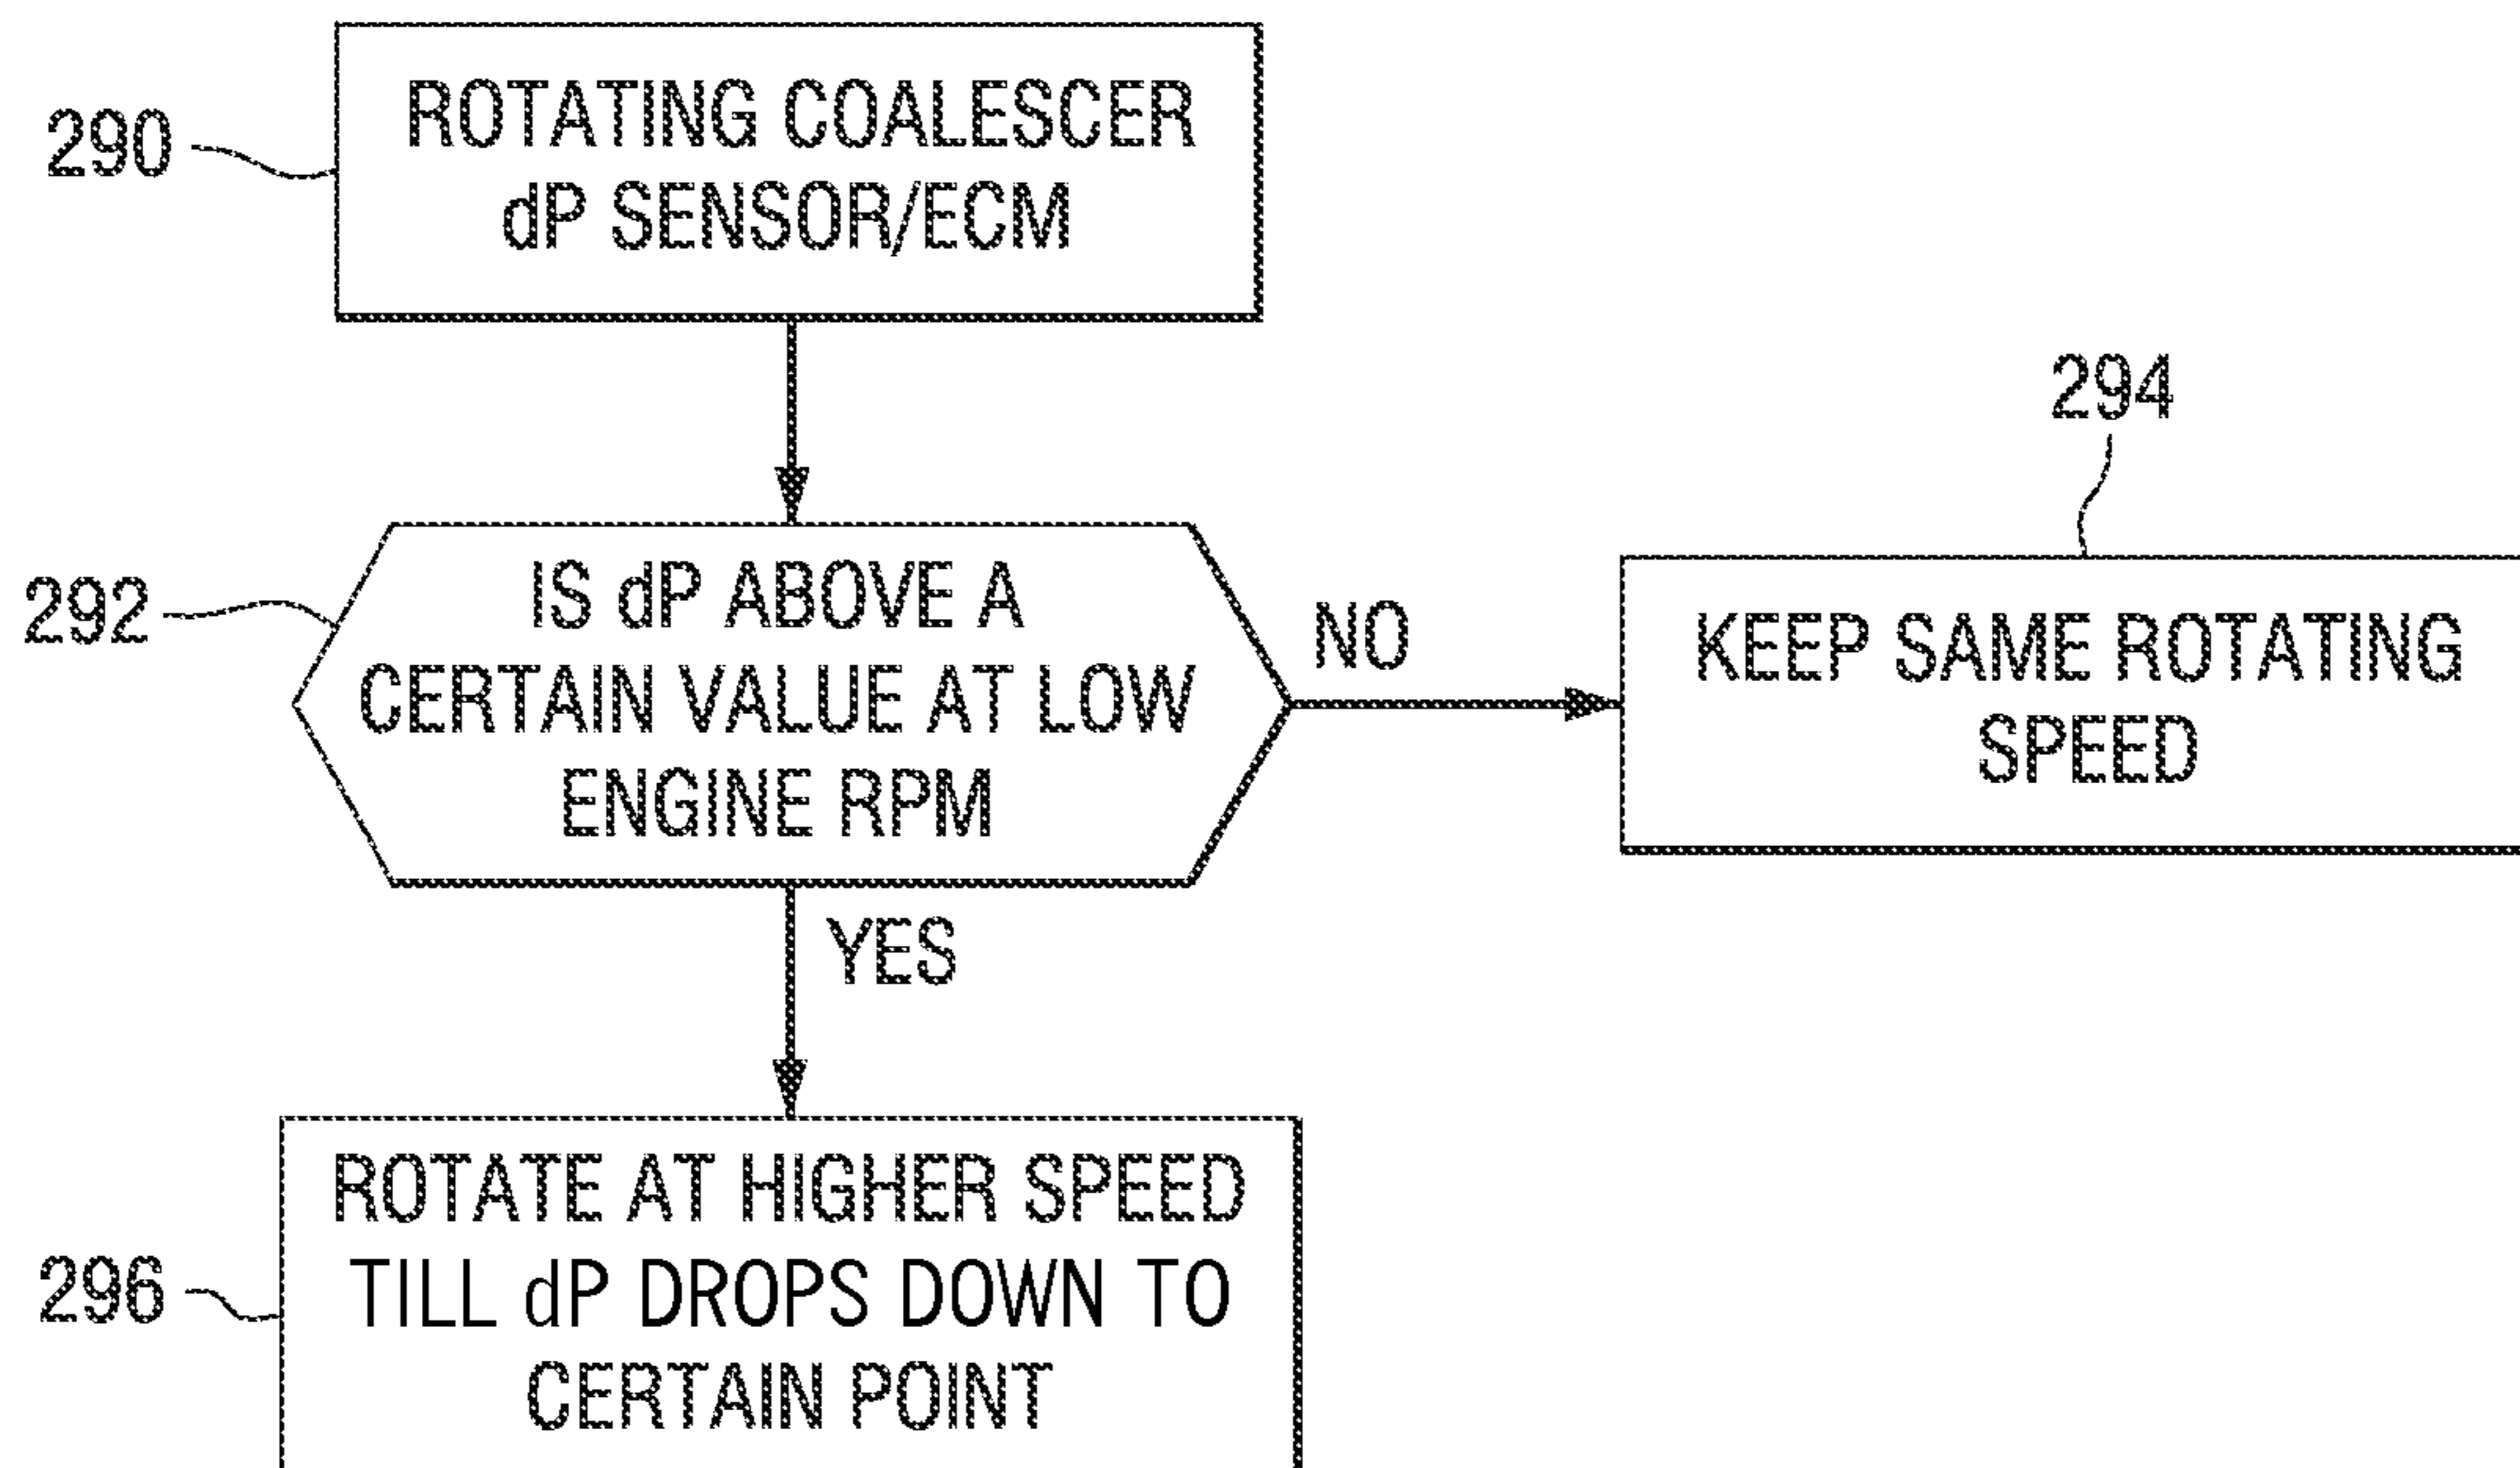 290
ROTATING COALESCER
dP SENSOR/ECM
292
IS dP ABOVE A
CERTAIN VALUE AT LOW
ENGINE RPM
NO
294
KEEP SAME ROTATING
SPEED
YES
296
ROTATE AT HIGHER SPEED
TILL dP DROPS DOWN TO
CERTAIN POINT